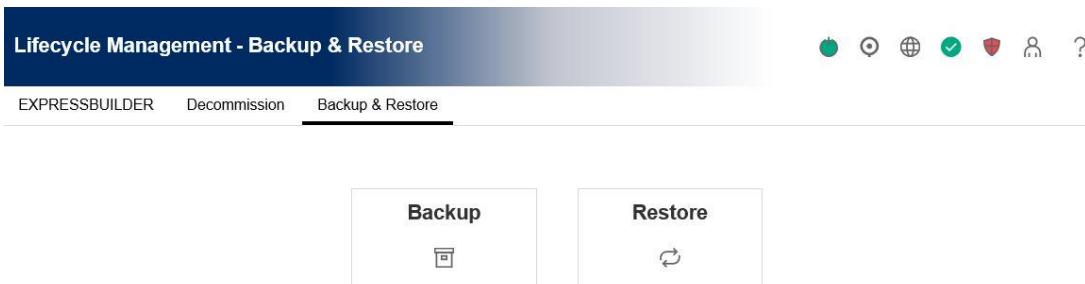 Lifecycle Management - Backup & Restore
?
EXPRESSBUILDER Decommission Backup & Restore
Backup Restore